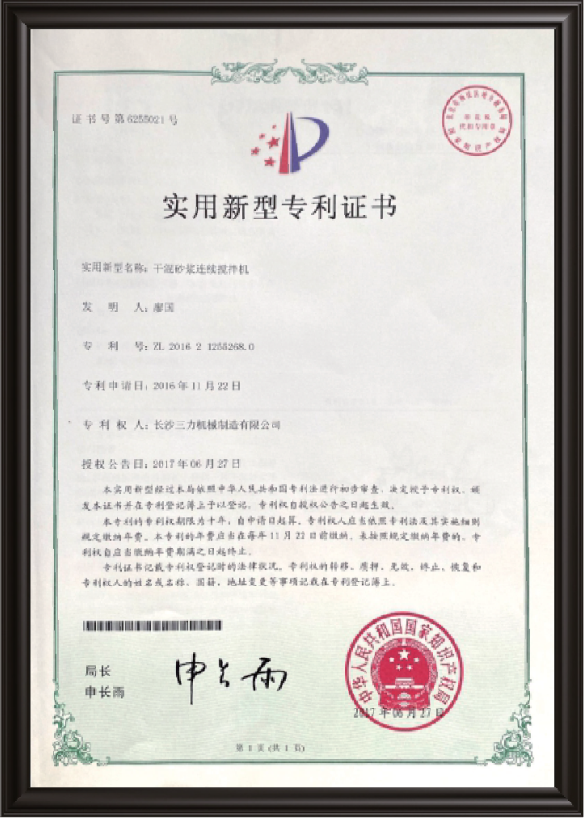 证书号第6255021号
实用新型专利证书
实用新型名称：干混砂浆连续搅拌机
发 明 人：廖国
专 利 号：ZL 2016 2 1255268.0
专利申请日：2016年11月22日
专 利 权 人：长沙三力机械制造有限公司
授权公告日：2017年06月27日
本实用新型经过本局依照中华人民共和国专利法进行初步审查，决定授予专利权，颁
发本证书并在专利登记簿上予以登记。专利权自授权公告之日起生效。
本专利的专利权期限为十年，自申请日起算。专利权人应当依照专利法及其实施细则
规定缴纳年费。本专利的年费应当在每年11月22日前缴纳。未按照规定缴纳年费的，专
利权自应当缴纳年费期满之日起终止。
专利证书记载专利权登记时的法律状况。专利权的转移、质押、无效、终止、恢复和
专利权人的姓名或名称、国籍、地址变更等事项记载在专利登记簿上。
局长
申长雨
申长雨
中华人民共和国国家知识产权局
2017年06月27日
第1页(共1页)